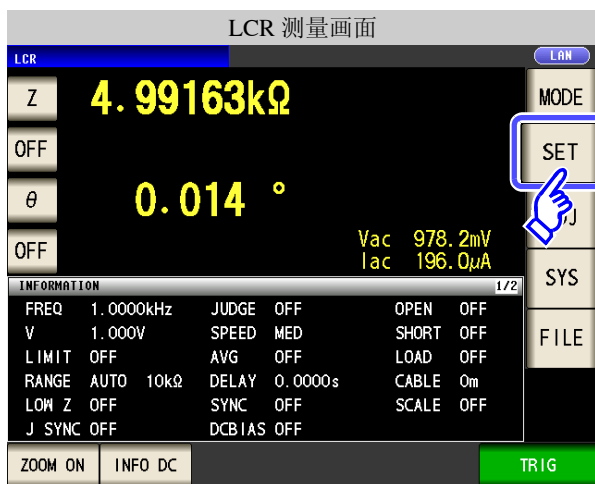 LCR 测量画面
LCR
LAN
Z 4.99163kΩ
MODE
OFF
SET
θ 0.014 °
OFF
Vac 978.2mV
Iac 196.0μA
SYS
INFORMATION 1/2
FREQ 1.0000kHz JUDGE OFF OPEN OFF
V 1.000V SPEED MED SHORT OFF
FILE
LIMIT OFF AVG OFF LOAD OFF
RANGE AUTO 10kΩ DELAY 0.0000s CABLE 0m
LOW Z OFF SYNC OFF SCALE OFF
J SYNC OFF DCBIAS OFF
ZOOM ON INFO DC TRIG